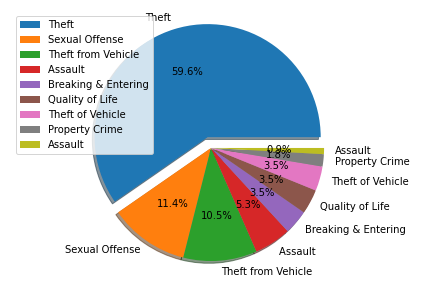 Theft
Sexual Offense
Theft from Vehicle
Assault
Breaking & Entering
Quality of Life
Theft of Vehicle
Property Crime
Assault
Theft
59.6%
Sexual Offense
11.4%
Theft from Vehicle
10.5%
Assault
5.3%
Breaking & Entering
3.5%
Quality of Life
3.5%
Theft of Vehicle
3.5%
Property Crime
1.8%
Assault
0.9%